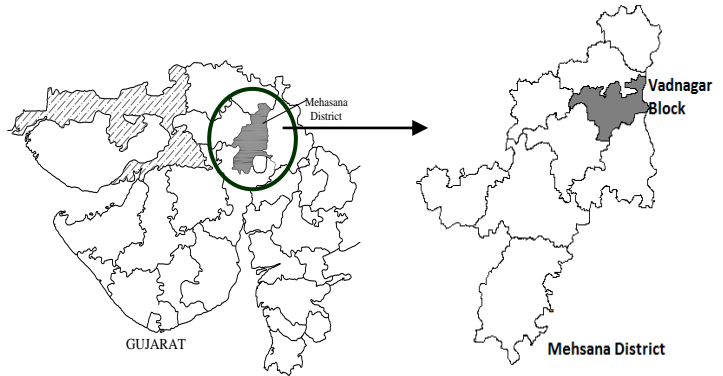 Mehasana
District
GUJARAT
Vadnagar
Block
Mehsana District